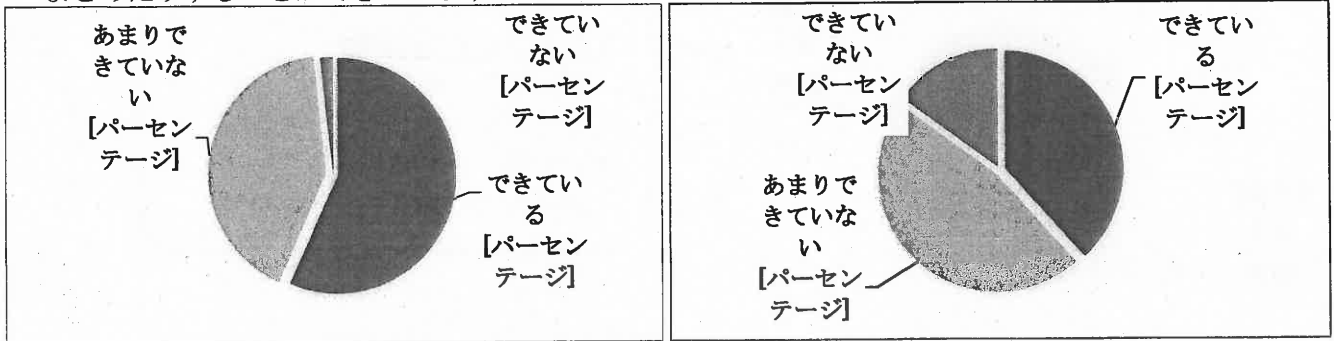 あまりで
きていな
い
[パーセン
テージ]
できてい
ない
[パーセン
テージ]
できてい
る
[パーセン
テージ]
できてい
ない
[パーセン
テージ]
できてい
る
[パーセン
テージ]
あまりで
きていな
い
[パーセン
テージ]